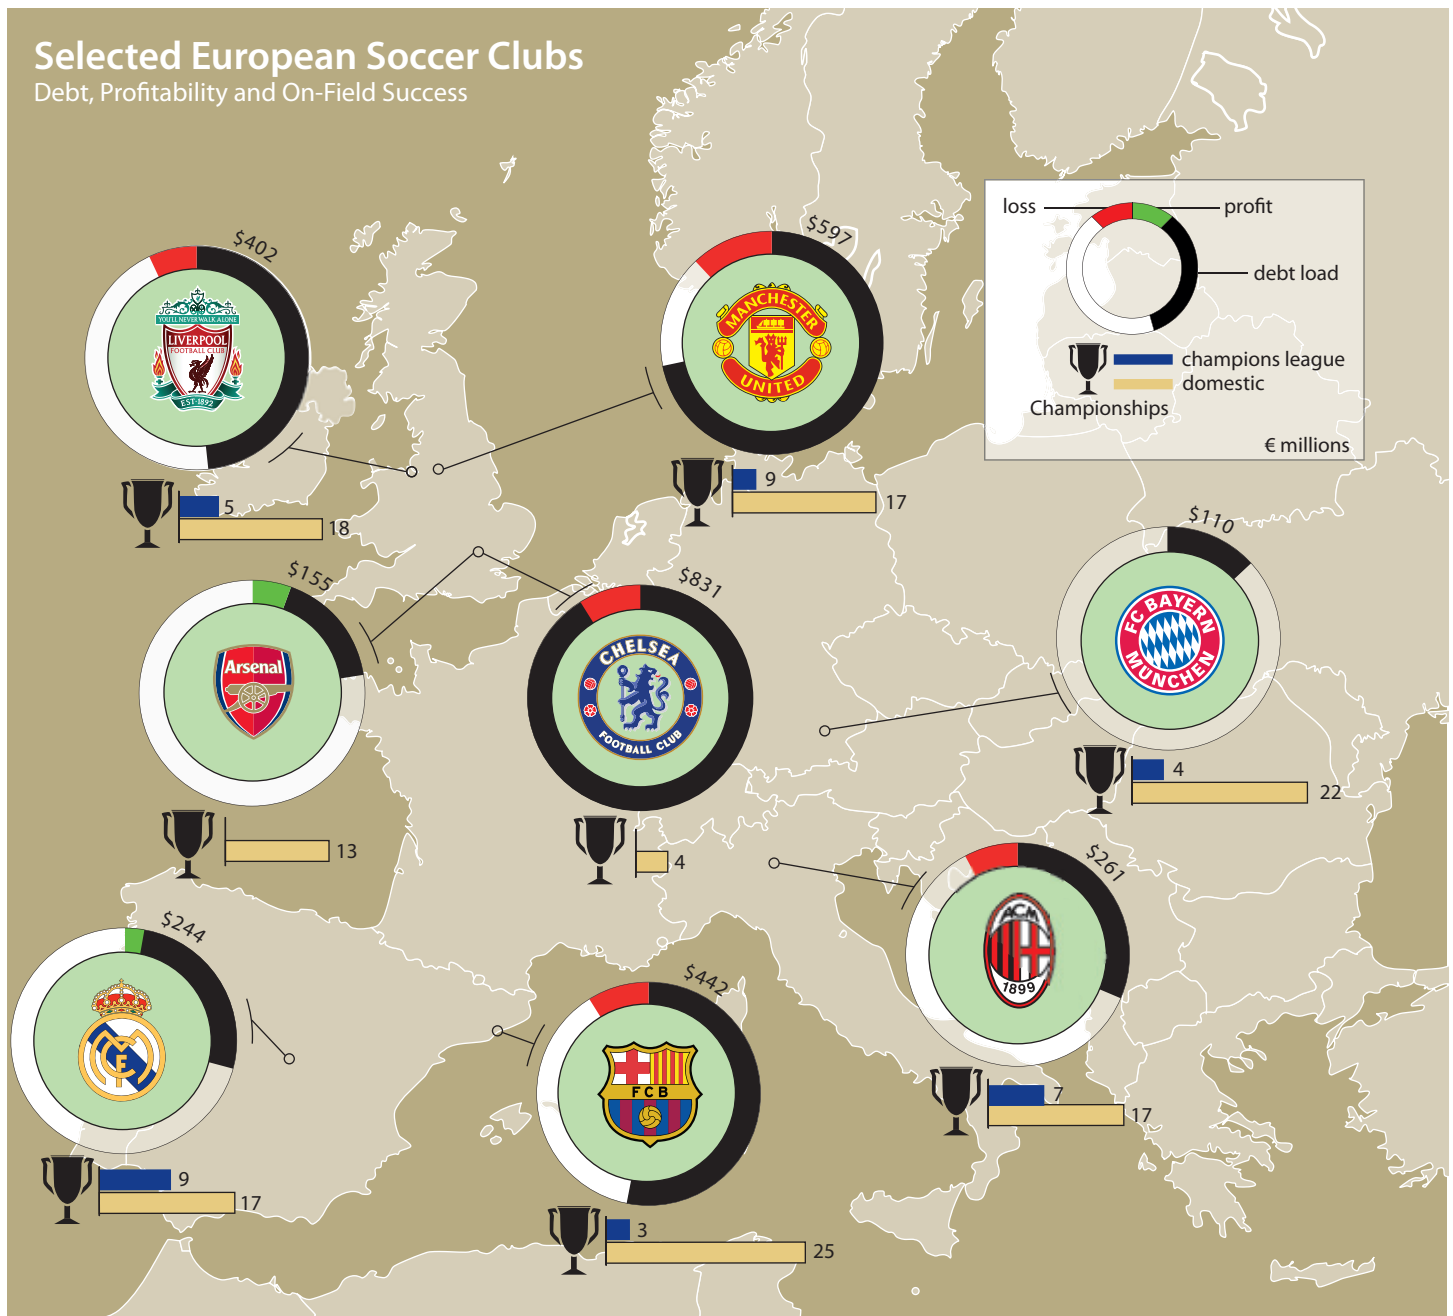 Selected European Soccer Clubs
Debt, Profitability and On-Field Success
loss
profit
debt load
champions league
domestic
Championships
€ millions
$402
YOU'LL NEVER WALK ALONE
LIVERPOOL
FOOTBALL CLUB
EST·1892
5
18
$597
MANCHESTER
UNITED
9
17
$155
Arsenal
13
$831
CHELSEA
FOOTBALL CLUB
4
$110
FC BAYERN
MÜNCHEN
4
22
$261
ACM
1899
7
17
$244
9
17
$442
FCB
3
25